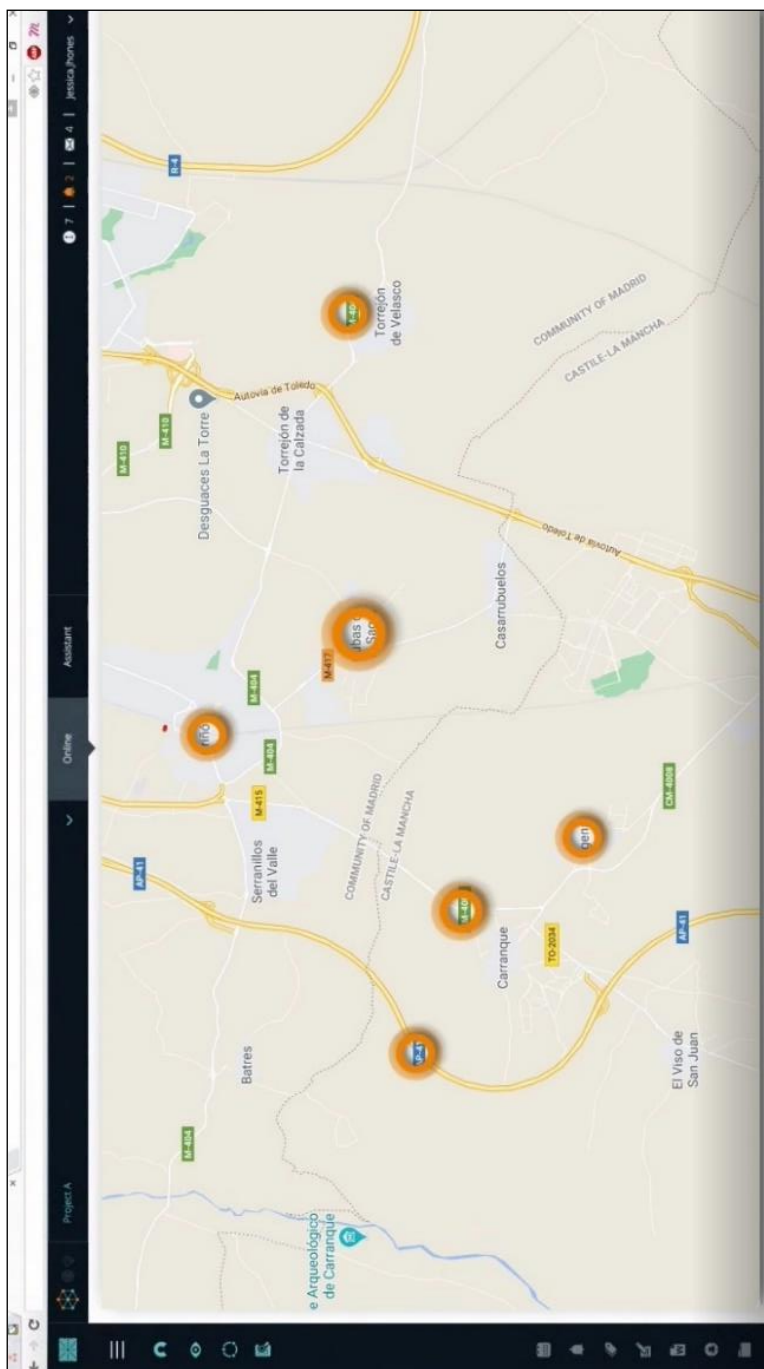 Project A
Online
Assistant
7
2
4
Jessica.Jhones
M-404
Batres
AP-41
Serranillos
del Valle
M-415
M-404
M-404
M-417
Desguaces La Torre
M-410
M-410
R-4
Autovía de Toledo
Torrejón de
la Calzada
Torrejón
de Velasco
COMMUNITY OF MADRID
CASTILE-LA MANCHA
COMMUNITY OF MADRID
CASTILE-LA MANCHA
Casarrubuelos
Autovía de Toledo
e Arqueológico
de Carranque
AP-41
Carranque
TO-2034
CM-4008
AP-41
El Viso de
San Juan